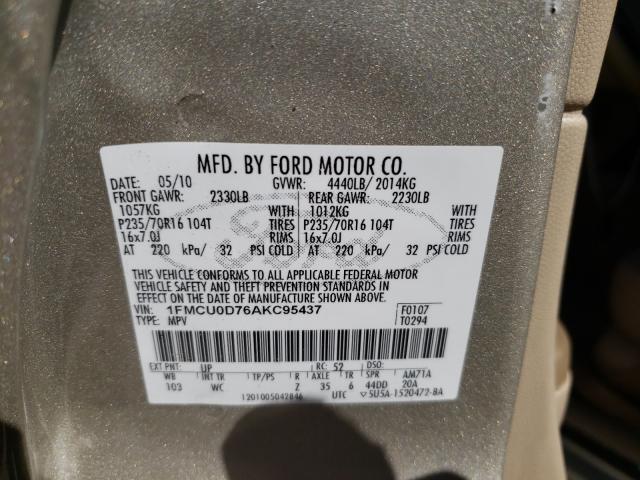 MFD. BY FORD MOTOR CO.
DATE: 05/10 GVWR: 4440LB/ 2014KG
FRONT GAWR: 2330LB REAR GAWR: 2230LB
1057KG WITH 1012KG WITH
P235/70R16 104T TIRES P235/70R16 104T TIRES
16x7.0J RIMS 16x7.0J RIMS
AT 220 kPa/ 32 PSI COLD AT 220 kPa/ 32 PSI COLD
THIS VEHICLE CONFORMS TO ALL APPLICABLE FEDERAL MOTOR
VEHICLE SAFETY AND THEFT PREVENTION STANDARDS IN
EFFECT ON THE DATE OF MANUFACTURE SHOWN ABOVE.
VIN: 1FMCU0D76AKC95437 F0107
TYPE: MPV T0294
EXT PNT: UP RC: 52 DSO:
WB INT TR TP/PS R AXLE TR SPR AM71A
103 WC Z 35 6 44DD 20A
1201005042846 UTC ▽5U5A-1520472-BA